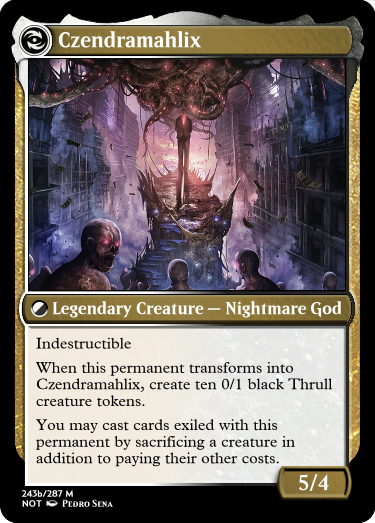 Czendramahlix
Legendary Creature — Nightmare God
Indestructible
When this permanent transforms into
Czendramahlix, create ten 0/1 black Thrull
creature tokens.
You may cast cards exiled with this
permanent by sacrificing a creature in
addition to paying their other costs.
5/4
243b/287 M
NOT Pedro Sena